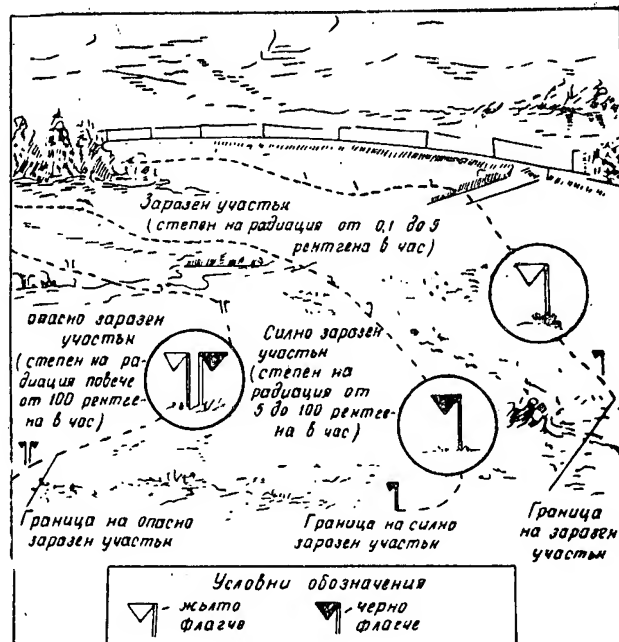 Заразен участък
(степен на радиация от 0,1 до 5
рентгена в час)
опасно заразен
участък
(степен на ра-
диация повече
от 100 рентге-
на в час)
Силно заразен
участък
(степен на
радиация от
5 до 100 рентге-
на в час)
Граница на опасно
заразен участък
Граница на силно
заразен участък
Граница
на заразен
участък
Условни обозначения
- жълто
флагче
- черно
флагче